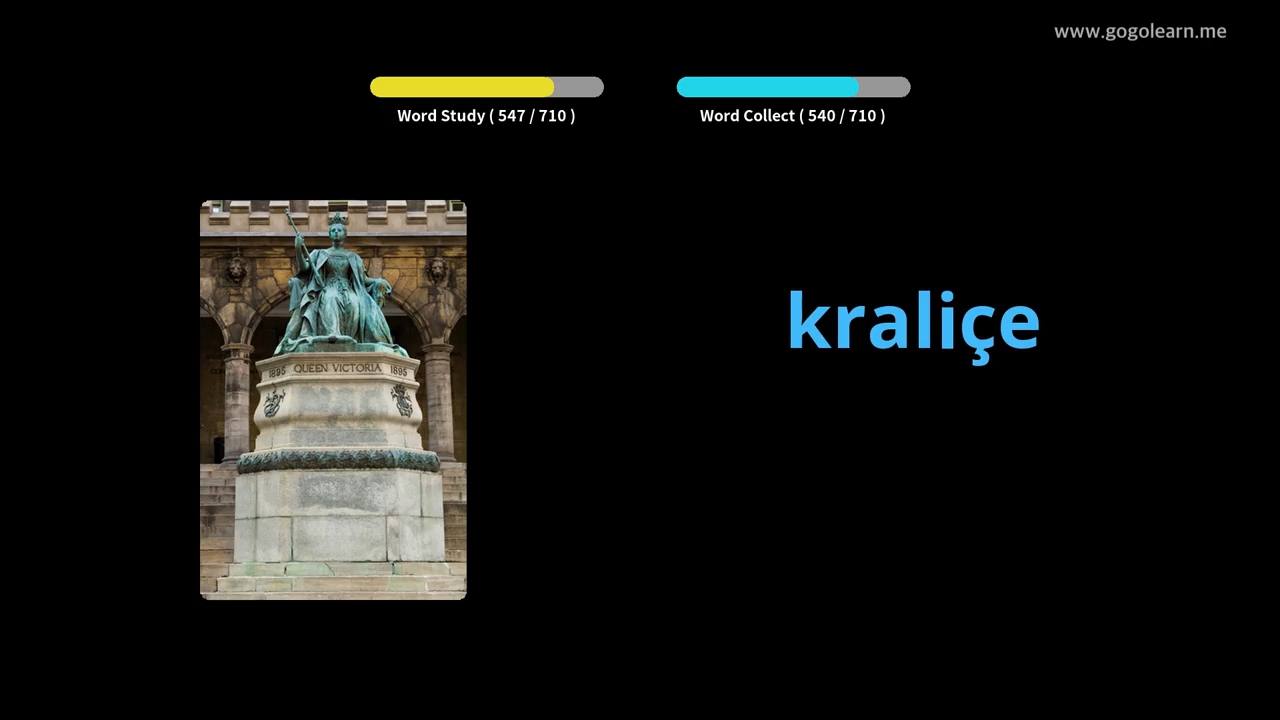 www.gogolearn.me
Word Study ( 547 / 710 )
Word Collect ( 540 / 710 )
kraliçe
1895 QUEEN VICTORIA 1895